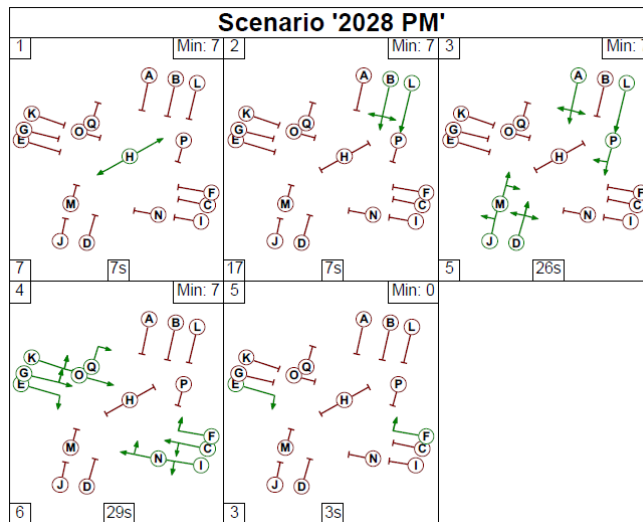 Scenario '2028 PM'
1 Min: 7
A B L
K
G O Q
E
H P
M F
C
N I
J D
7 7s
2 Min: 7
A B L
K
G O Q
E
H P
M F
C
N I
J D
17 7s
3 Min:
A B L
K
G O Q
E
H P
M F
C
N I
J D
5 26s
4 Min: 7
A B L
K
G O Q
E
H P
M F
C
N I
J D
6 29s
5 Min: 0
A B L
K
G O Q
E
H P
M F
C
N I
J D
3 3s